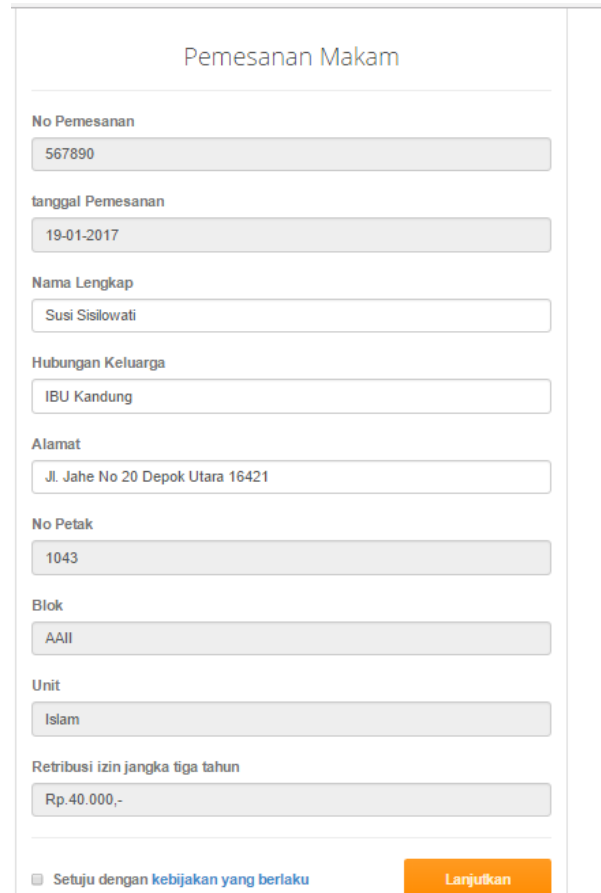 Pemesanan Makam
No Pemesanan
567890
tanggal Pemesanan
19-01-2017
Nama Lengkap
Susi Sisilowati
Hubungan Keluarga
IBU Kandung
Alamat
Jl. Jahe No 20 Depok Utara 16421
No Petak
1043
Blok
AAII
Unit
Islam
Retribusi izin jangka tiga tahun
Rp.40.000,-
Setuju dengan kebijakan yang berlaku
Lanjutkan